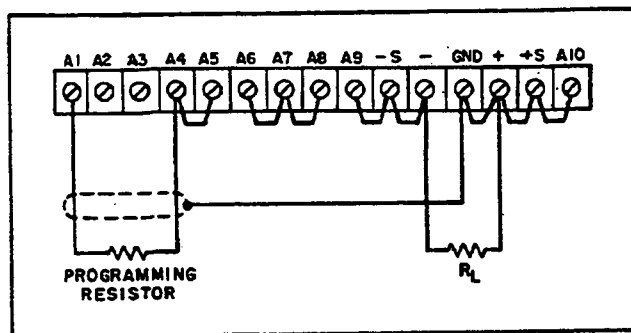 A1 A2 A3 A4 A5 A6 A7 A8 A9 -S - GND + +S A10
PROGRAMMING
RESISTOR
RL